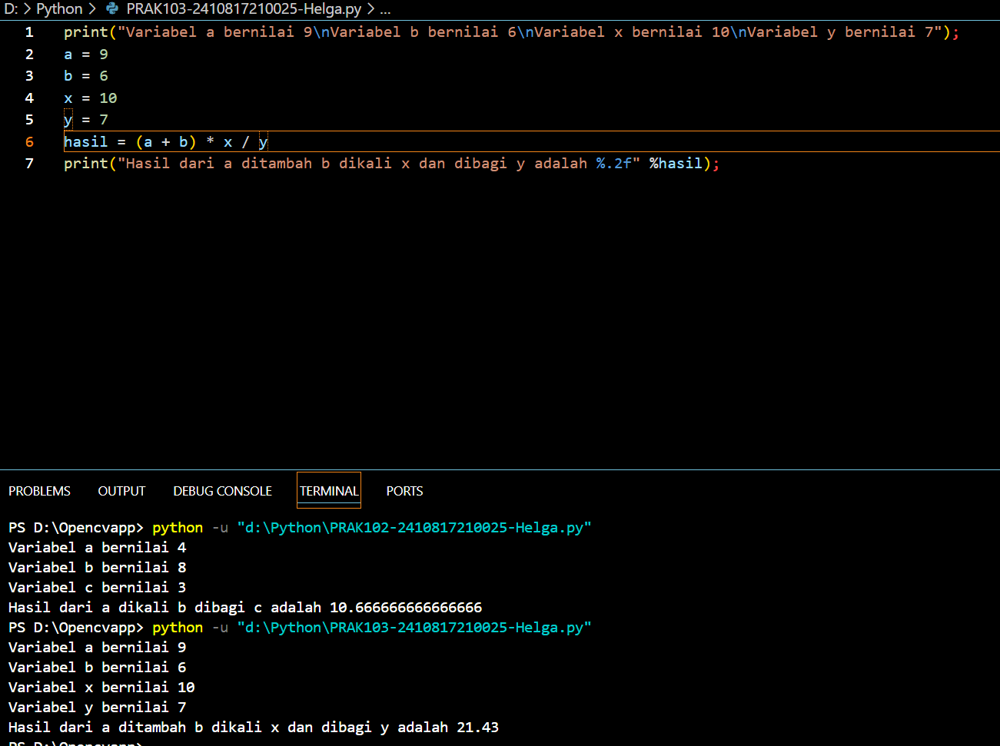 D: > Python > PRAK103-2410817210025-Helga.py > ...
1 print("Variabel a bernilai 9\nVariabel b bernilai 6\nVariabel x bernilai 10\nVariabel y bernilai 7");
2 a = 9
3 b = 6
4 x = 10
5 y = 7
6 hasil = (a + b) * x / y
7 print("Hasil dari a ditambah b dikali x dan dibagi y adalah %.2f" %hasil);
PROBLEMS OUTPUT DEBUG CONSOLE TERMINAL PORTS
PS D:\Opencvapp> python -u "d:\Python\PRAK102-2410817210025-Helga.py"
Variabel a bernilai 4
Variabel b bernilai 8
Variabel c bernilai 3
Hasil dari a dikali b dibagi c adalah 10.666666666666666
PS D:\Opencvapp> python -u "d:\Python\PRAK103-2410817210025-Helga.py"
Variabel a bernilai 9
Variabel b bernilai 6
Variabel x bernilai 10
Variabel y bernilai 7
Hasil dari a ditambah b dikali x dan dibagi y adalah 21.43
PS D:\Opencvapp>